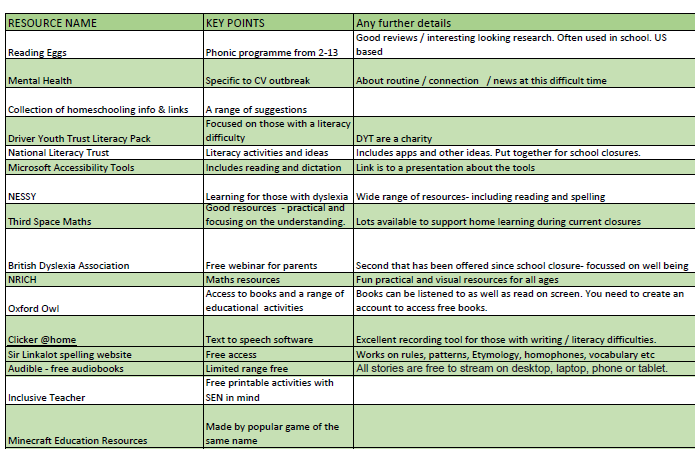 RESOURCE NAME KEY POINTS Any further details
Good reviews / interesting looking research. Often used in school. US
Reading Eggs Phonic programme from 2-13 based
Mental Health Specific to CV outbreak About routine / connection / news at this difficult time
Collection of homeschooling info & links A range of suggestions
Focused on those with a literacy
Driver Youth Trust Literacy Pack difficulty DYT are a charity
National Literacy Trust Literacy activities and ideas Includes apps and other ideas. Put together for school closures.
Microsoft Accessibility Tools Includes reading and dictation Link is to a presentation about the tools
NESSY Learning for those with dyslexia Wide range of resources- including reading and spelling
Good resources - practical and
Third Space Maths focusing on the understanding. Lots available to support home learning during current closures
British Dyslexia Association Free webinar for parents Second that has been offered since school closure- focussed on well being
NRICH Maths resources Fun practical and visual resources for all ages
Access to books and a range of Books can be listened to as well as read on screen. You need to create an
Oxford Owl educational activities account to access free books.
Clicker @home Text to speech software Excellent recording tool for those with writing / literacy difficulties.
Sir Linkalot spelling website Free access Works on rules, patterns, Etymology, homophones, vocabulary etc
Audible - free audiobooks Limited range free All stories are free to stream on desktop, laptop, phone or tablet.
Free printable activities with
Inclusive Teacher SEN in mind
Made by popular game of the
Minecraft Education Resources same name